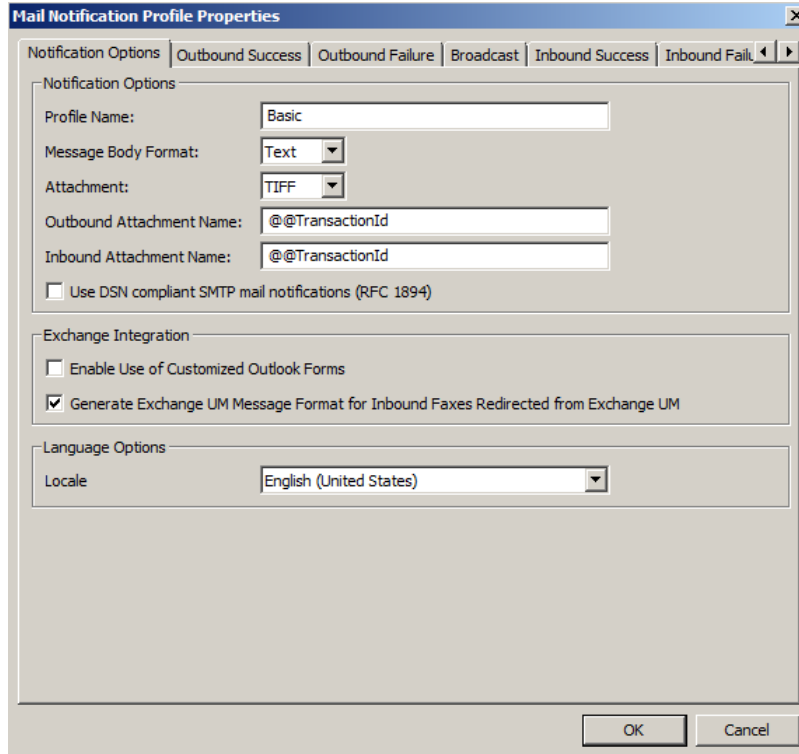 Mail Notification Profile Properties
Notification Options Outbound Success Outbound Failure Broadcast Inbound Success Inbound
Notification Options
Profile Name: Basic
Message Body Format: Text
Attachment: TIFF
Outbound Attachment Name: @@TransactionId
Inbound Attachment Name: @@TransactionId
Use DSN compliant SMTP mail notifications (RFC 1894)
Exchange Integration
Enable Use of Customized Outlook Forms
Generate Exchange UM Message Format for Inbound Faxes Redirected from Exchange UM
Language Options
Locale English (United States)
OK Cancel